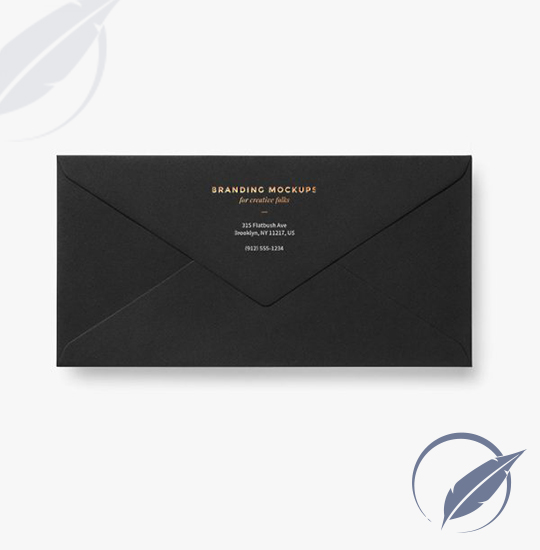 BRANDING MOCKUPS
for creative folks
315 Flatbush Ave
Brooklyn, NY 11217, US
(912) 555-1234